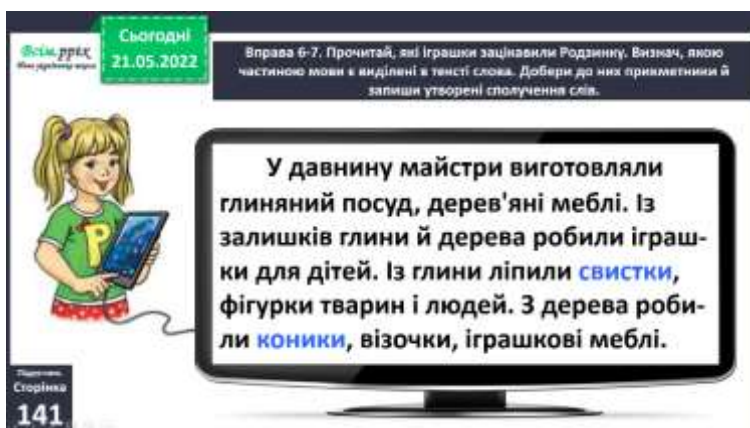 Всім.pptx
Сьогодні
21.05.2022
Вправа 6-7. Прочитай, які іграшки зацікавили Родзинку. Визнач, якою
частиною мови є виділені в тексті слова. Добери до них прикметники й
запиши утворені сполучення слів.
У давнину майстри виготовляли
глиняний посуд, дерев'яні меблі. Із
залишків глини й дерева робили іграш-
ки для дітей. Із глини ліпили свистки,
фігурки тварин і людей. З дерева роби-
ли коники, візочки, іграшкові меблі.
Р
Підручник.
Сторінка
141